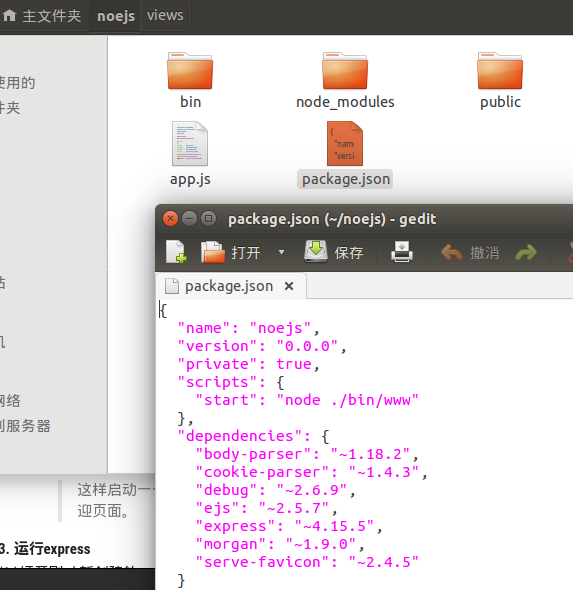 主文件夹 noejs views
使用的
bin node_modules public
app.js package.json
package.json (~/noejs) - gedit
打开 保存 撤消
package.json ×
{
"name": "noejs",
"version": "0.0.0",
"private": true,
"scripts": {
"start": "node ./bin/www"
},
"dependencies": {
"body-parser": "~1.18.2",
"cookie-parser": "~1.4.3",
"debug": "~2.6.9",
"ejs": "~2.5.7",
"express": "~4.15.5",
"morgan": "~1.9.0",
"serve-favicon": "~2.4.5"
}
件夹
站
机
网络
到服务器
这样启动一
迎页面。
3. 运行express